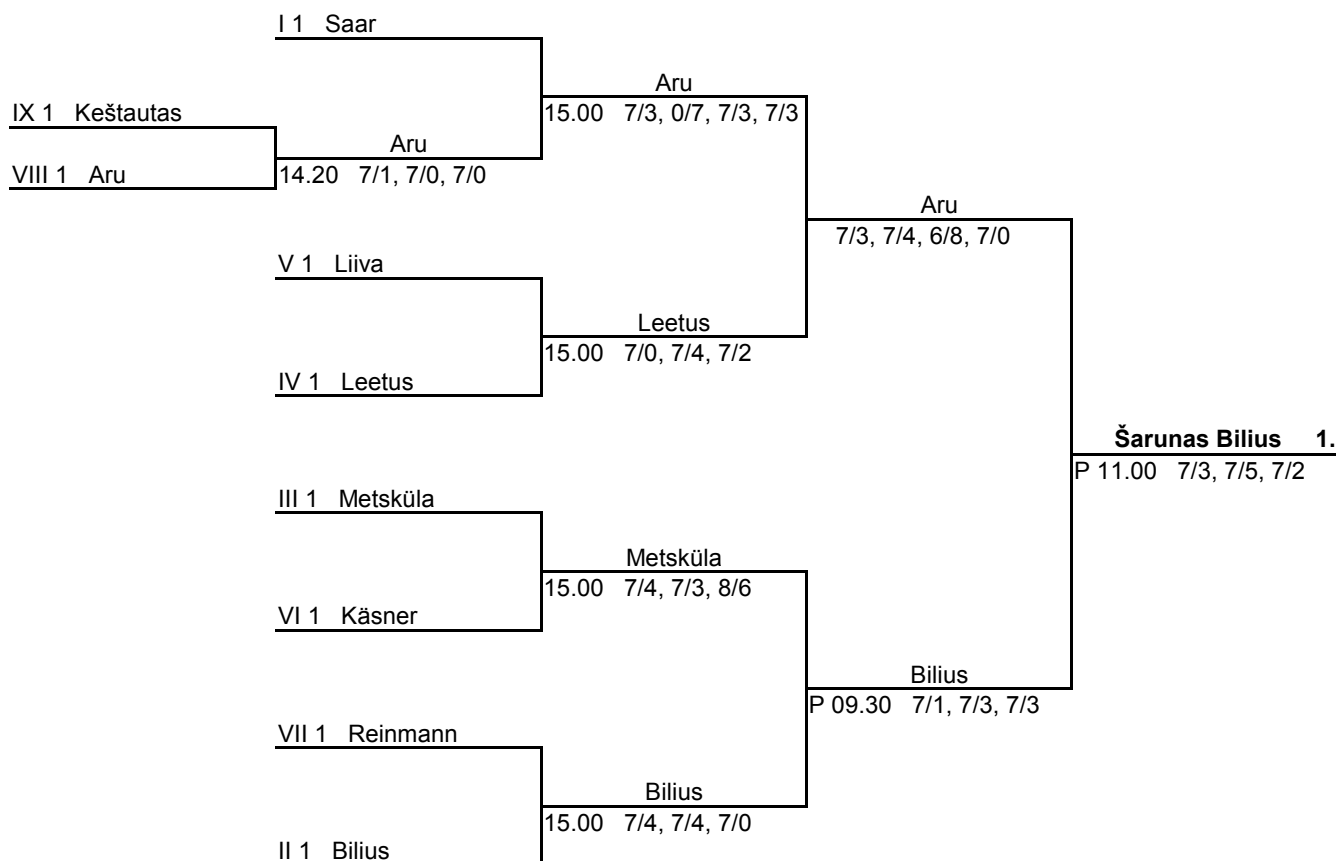 I 1 Saar
Aru
IX 1 Keštautas
15.00 7/3, 0/7, 7/3, 7/3
Aru
VIII 1 Aru
14.20 7/1, 7/0, 7/0
Aru
7/3, 7/4, 6/8, 7/0
V 1 Liiva
Leetus
15.00 7/0, 7/4, 7/2
IV 1 Leetus
Šarunas Bilius 1.
P 11.00 7/3, 7/5, 7/2
III 1 Metsküla
Metsküla
15.00 7/4, 7/3, 8/6
VI 1 Käsner
Bilius
P 09.30 7/1, 7/3, 7/3
VII 1 Reinmann
Bilius
15.00 7/4, 7/4, 7/0
II 1 Bilius